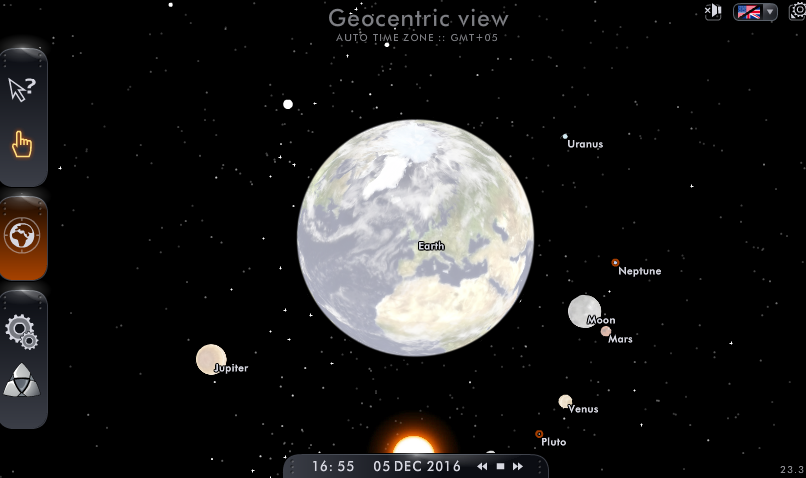 Geocentric view
AUTO TIME ZONE :: GMT+05
?
Uranus
Earth
Neptune
Moon
Mars
Jupiter
Venus
Pluto
16: 55 05 DEC 2016
23.3